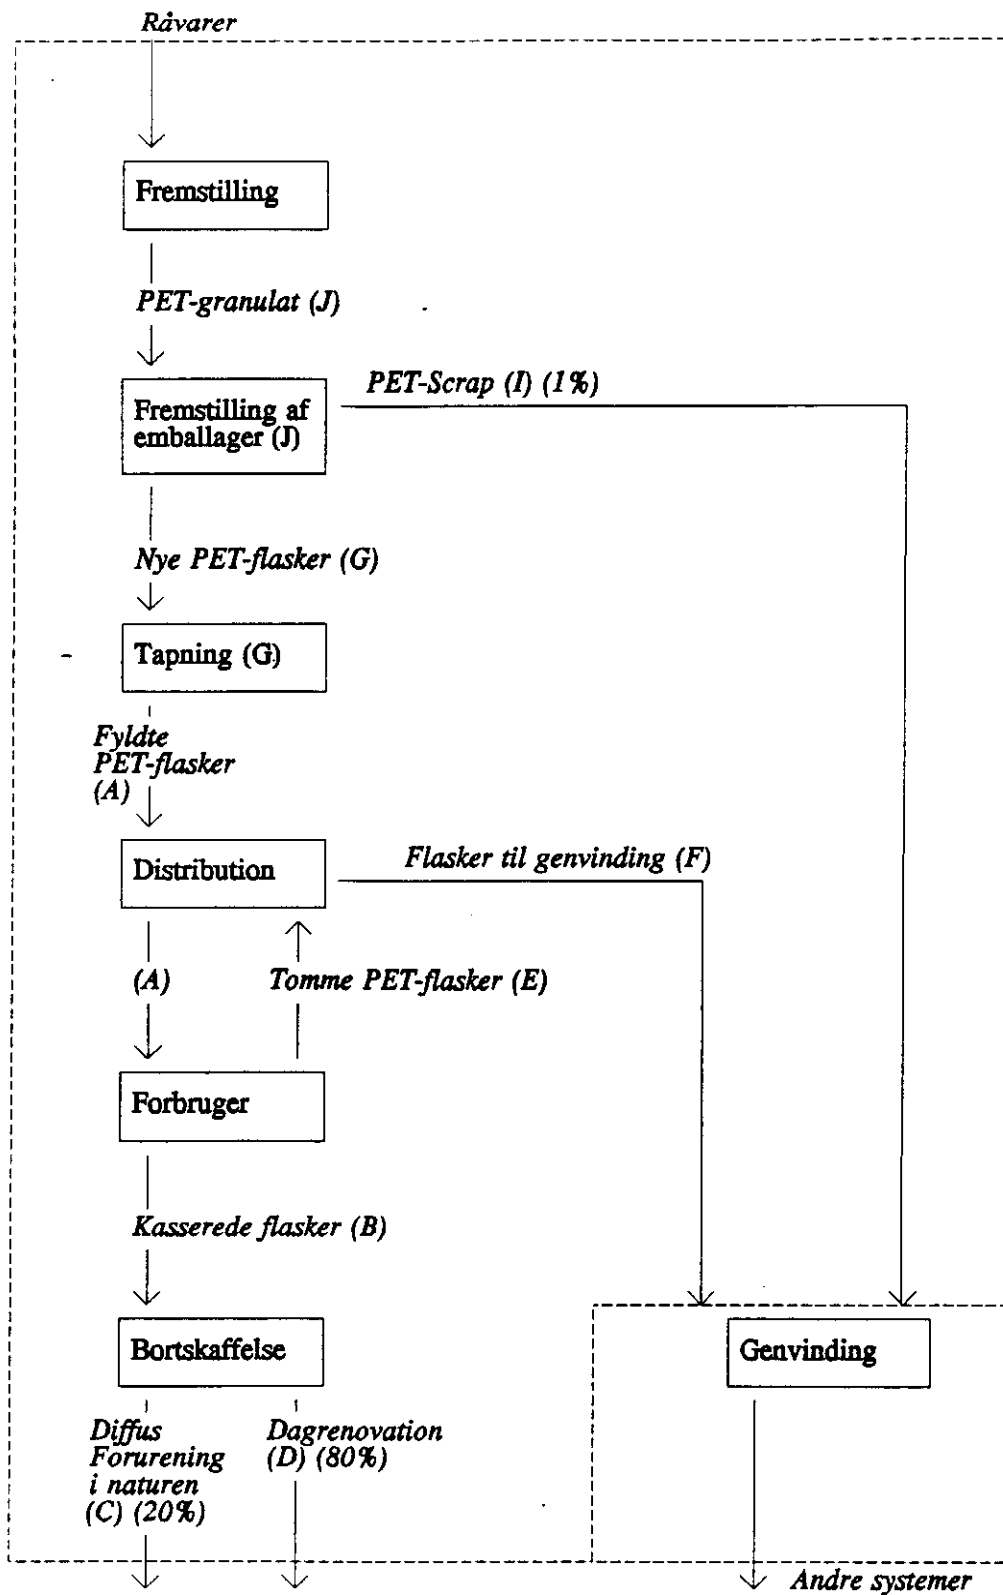 Råvarer
Fremstilling
PET-granulat (J)
PET-Scrap (I) (1%)
Fremstilling af
emballager (J)
Nye PET-flasker (G)
Tapning (G)
Fyldte
PET-flasker
(A)
Distribution
Flasker til genvinding (F)
(A)
Tomme PET-flasker (E)
Forbruger
Kasserede flasker (B)
Bortskaffelse
Genvinding
Diffus
Forurening
i naturen
(C) (20%)
Dagrenovation
(D) (80%)
Andre systemer